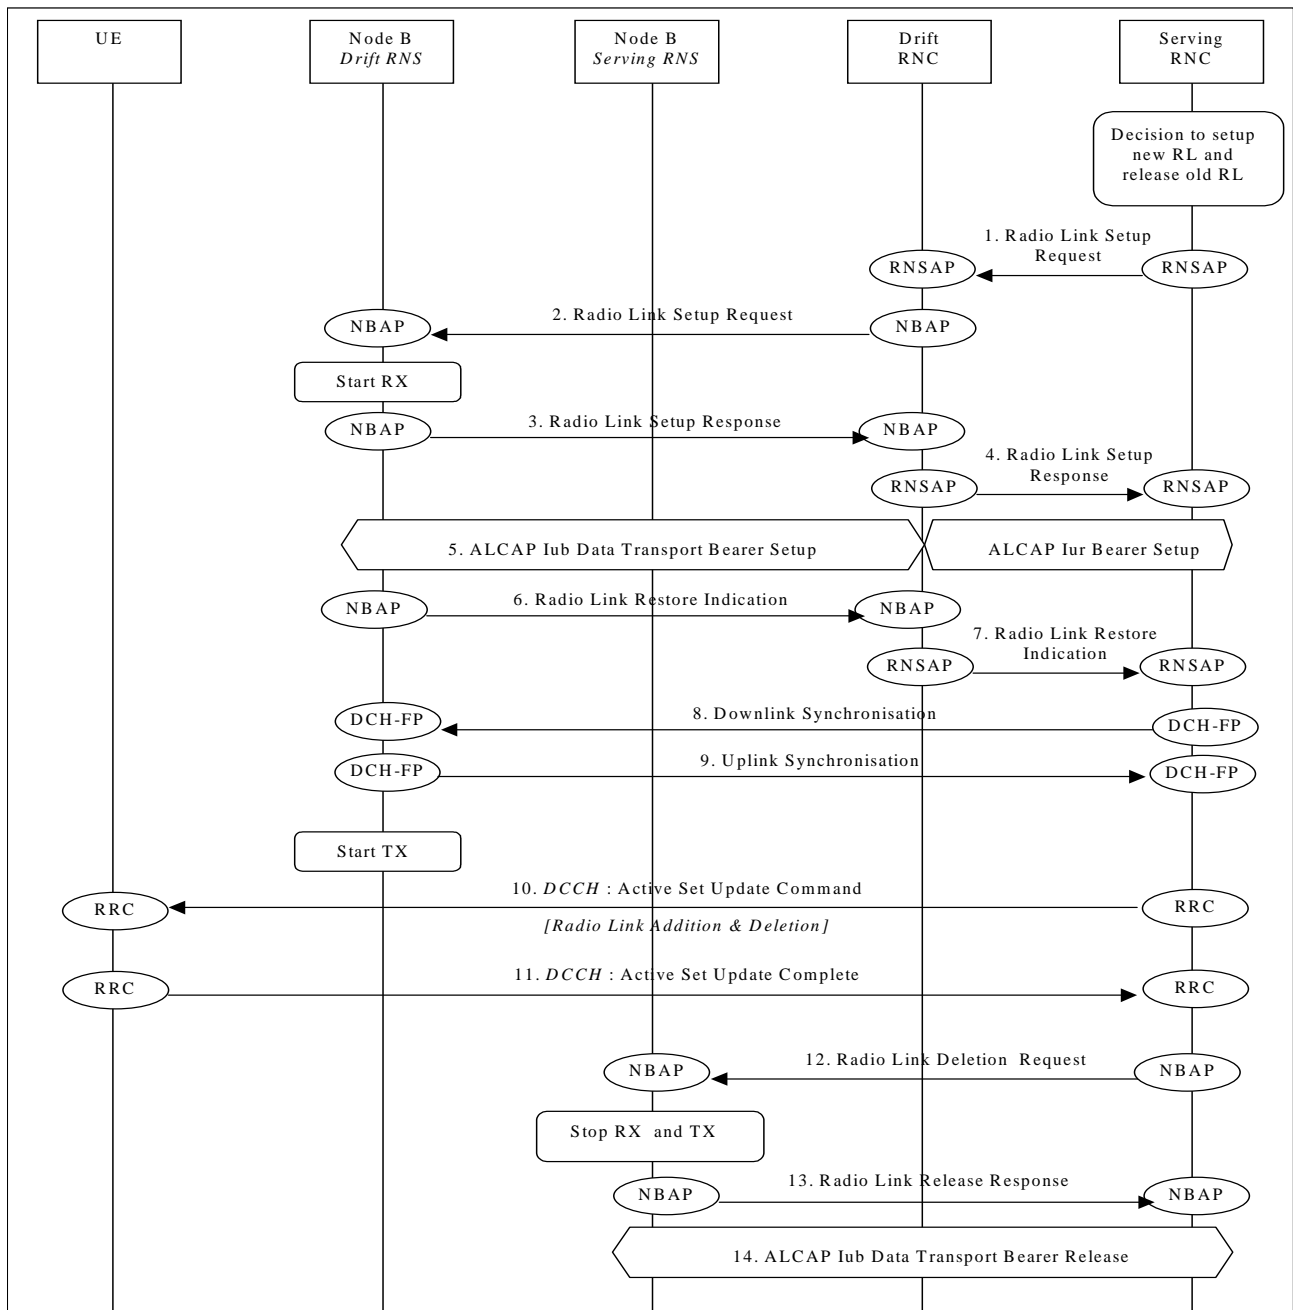 UE
Node B
Drift RNS
Node B
Serving RNS
Drift
RNC
Serving
RNC
Decision to setup
new RL and
release old RL
1. Radio Link Setup
Request
RNSAP
RNSAP
2. Radio Link Setup Request
NBAP
NBAP
Start RX
3. Radio Link Setup Response
NBAP
NBAP
4. Radio Link Setup
Response
RNSAP
RNSAP
5. ALCAP Iub Data Transport Bearer Setup
ALCAP Iur Bearer Setup
6. Radio Link Restore Indication
NBAP
NBAP
7. Radio Link Restore
Indication
RNSAP
RNSAP
8. Downlink Synchronisation
DCH-FP
DCH-FP
9. Uplink Synchronisation
DCH-FP
DCH-FP
Start TX
10. DCCH : Active Set Update Command
RRC
RRC
[Radio Link Addition & Deletion]
11. DCCH : Active Set Update Complete
RRC
RRC
12. Radio Link Deletion Request
NBAP
NBAP
Stop RX and TX
13. Radio Link Release Response
NBAP
NBAP
14. ALCAP Iub Data Transport Bearer Release